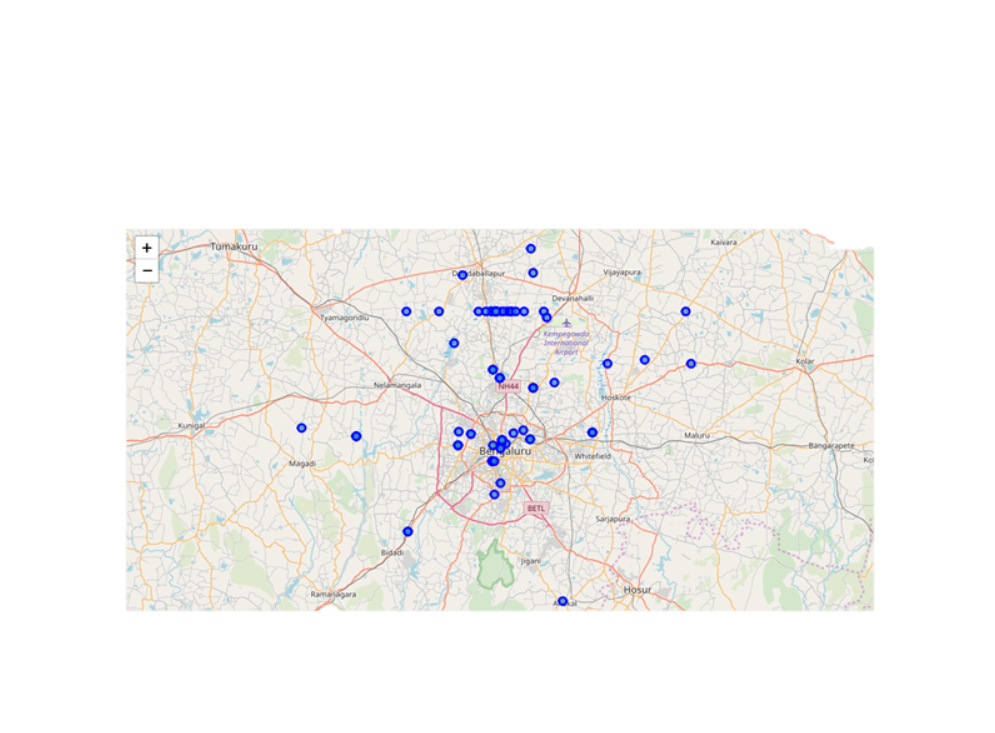 +
−
Tumakuru
Kaivara
Vijayapura
Devanahalli
Tyamagondlu
Kempegowda
International
Airport
Kolar
Nelamangala
NH44
Hoskote
Kunigal
Maluru
Bangarapete
Bengaluru
Whitefield
Magadi
BETL
Sarjapura
Bidadi
Jigani
Hosur
Ramanagara